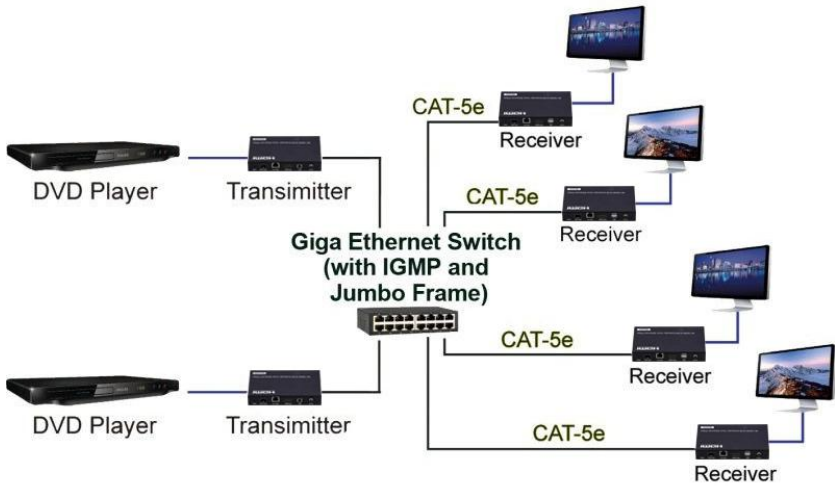 CAT-5e
Receiver
DVD Player
Transimitter
CAT-5e
Receiver
Giga Ethernet Switch
(with IGMP and
Jumbo Frame)
CAT-5e
Receiver
DVD Player
Transimitter
CAT-5e
Receiver